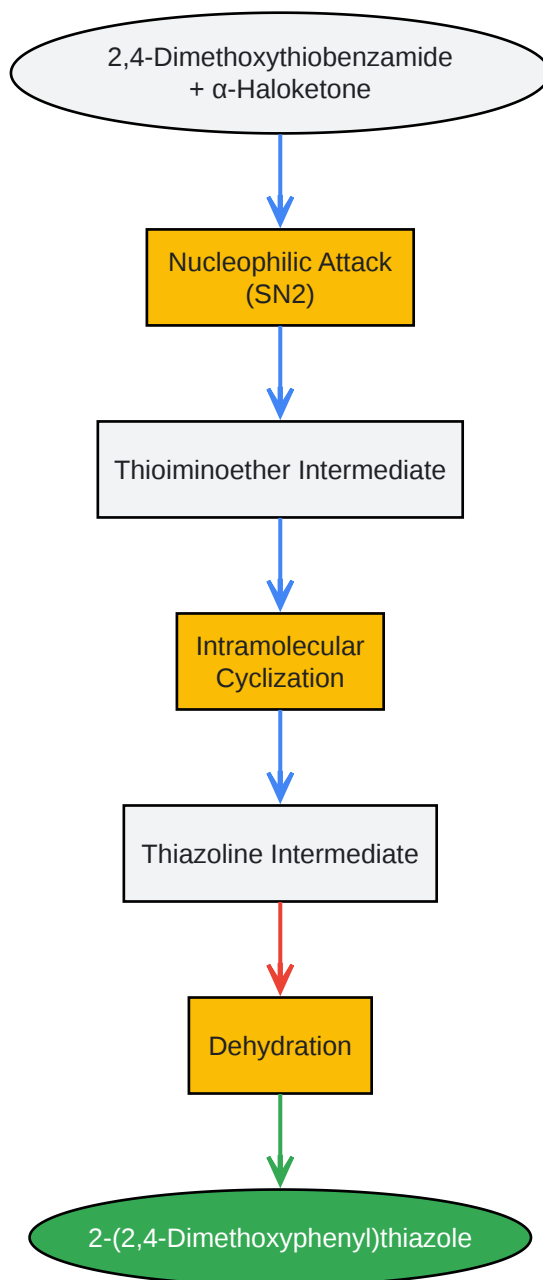 2,4-Dimethoxythiobenzamide
+ α-Haloketone
Nucleophilic Attack
(SN2)
Thioiminoether Intermediate
Intramolecular
Cyclization
Thiazoline Intermediate
Dehydration
2-(2,4-Dimethoxyphenyl)thiazole